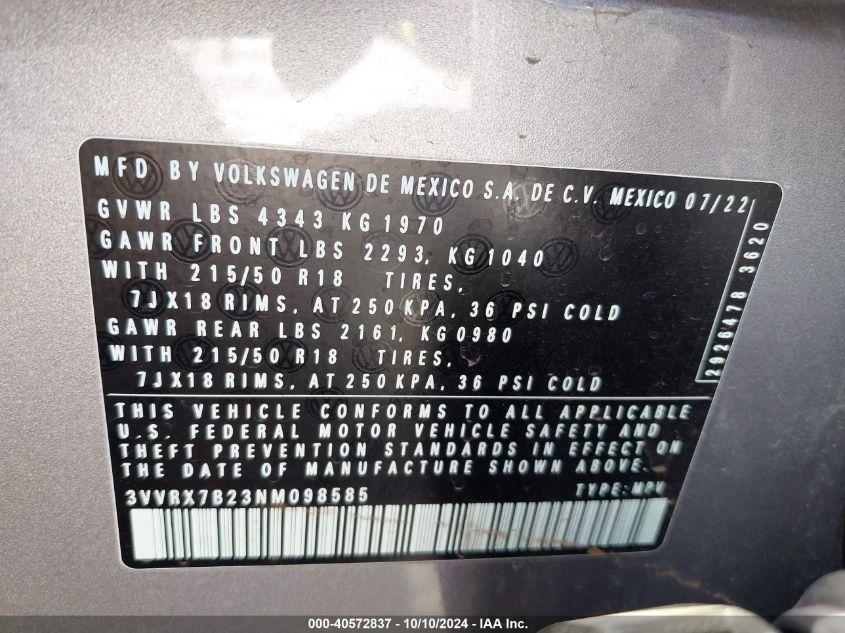 MFD BY VOLKSWAGEN DE MEXICO S.A. DE C.V. MEXICO 07/22
GVWR LBS 4343 KG 1970
GAWR FRONT LBS 2293, KG 1040
WITH 215/50 R18 TIRES,
7JX18 RIMS, AT 250 KPA, 36 PSI COLD
GAWR REAR LBS 2161, KG0980
WITH 215/50 R18 TIRES,
7JX18 RIMS, AT 250 KPA, 36 PSI COLD
2926478 3620
THIS VEHICLE CONFORMS TO ALL APPLICABLE
U.S. FEDERAL MOTOR VEHICLE SAFETY AND
THEFT PREVENTION STANDARDS IN EFFECT ON
THE DATE OF MANUFACTURE SHOWN ABOVE.
3VVRX7B23NM098585 TYPE:MPV
000-40572837 - 10/10/2024 - IAA Inc.